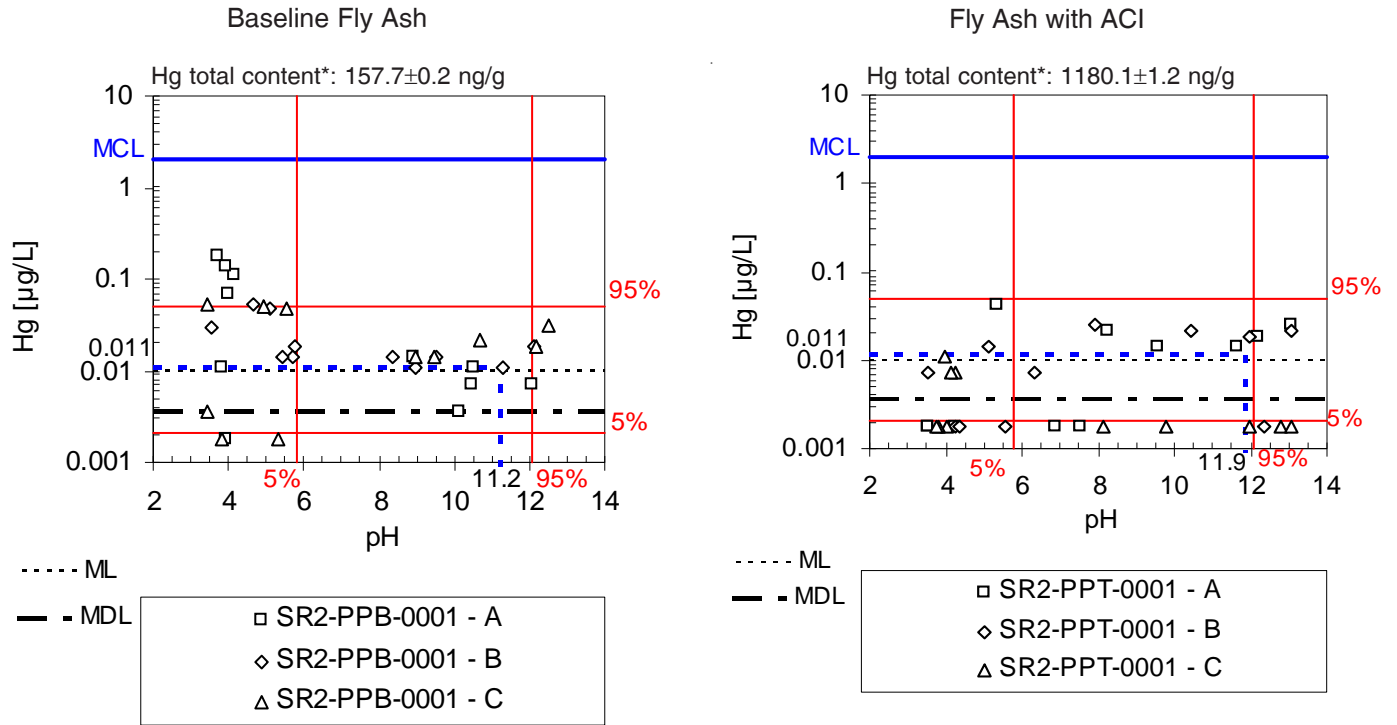 Baseline Fly Ash
Hg total content*: 157.7±0.2 ng/g
10
MCL
1
0.1
95%
0.011
0.01
5%
0.001
Hg [µg/L]
5%
11.2
95%
2 4 6 8 10 12 14
pH
ML
MDL
SR2-PPB-0001 - A
SR2-PPB-0001 - B
SR2-PPB-0001 - C
Fly Ash with ACI
Hg total content*: 1180.1±1.2 ng/g
10
MCL
1
0.1
95%
0.011
0.01
5%
0.001
Hg [µg/L]
5%
11.9
95%
2 4 6 8 10 12 14
pH
ML
MDL
SR2-PPT-0001 - A
SR2-PPT-0001 - B
SR2-PPT-0001 - C